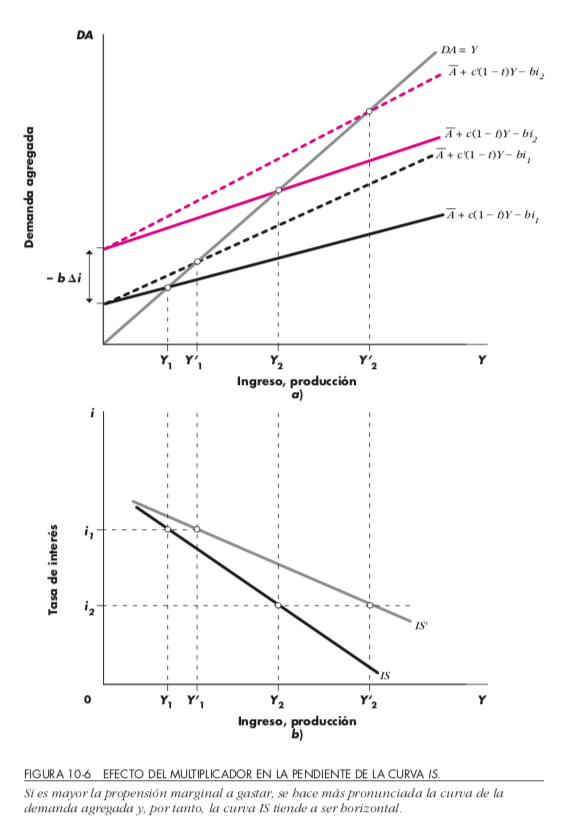 DA
DA = Y
A̅ + c'(1 − t)Y − bi₂
A̅ + c(1 − t)Y − bi₂
A̅ + c'(1 − t)Y − bi₁
A̅ + c(1 − t)Y − bi₁
Demanda agregada
− b Δi
Y₁ Y'₁ Y₂ Y'₂ Y
Ingreso, producción
a)
i
Tasa de interés
i₁
i₂
IS'
IS
0 Y₁ Y'₁ Y₂ Y'₂ Y
Ingreso, producción
b)
FIGURA 10-6 EFECTO DEL MULTIPLICADOR EN LA PENDIENTE DE LA CURVA IS.
Si es mayor la propensión marginal a gastar, se hace más pronunciada la curva de la
demanda agregada y, por tanto, la curva IS tiende a ser horizontal.